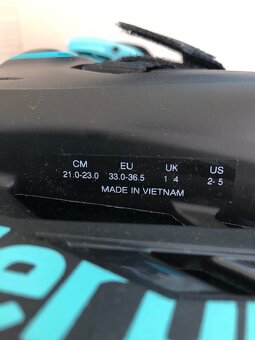 CM EU UK US
21.0-23.0 33.0-36.5 1 4 2-5
MADE IN VIETNAM